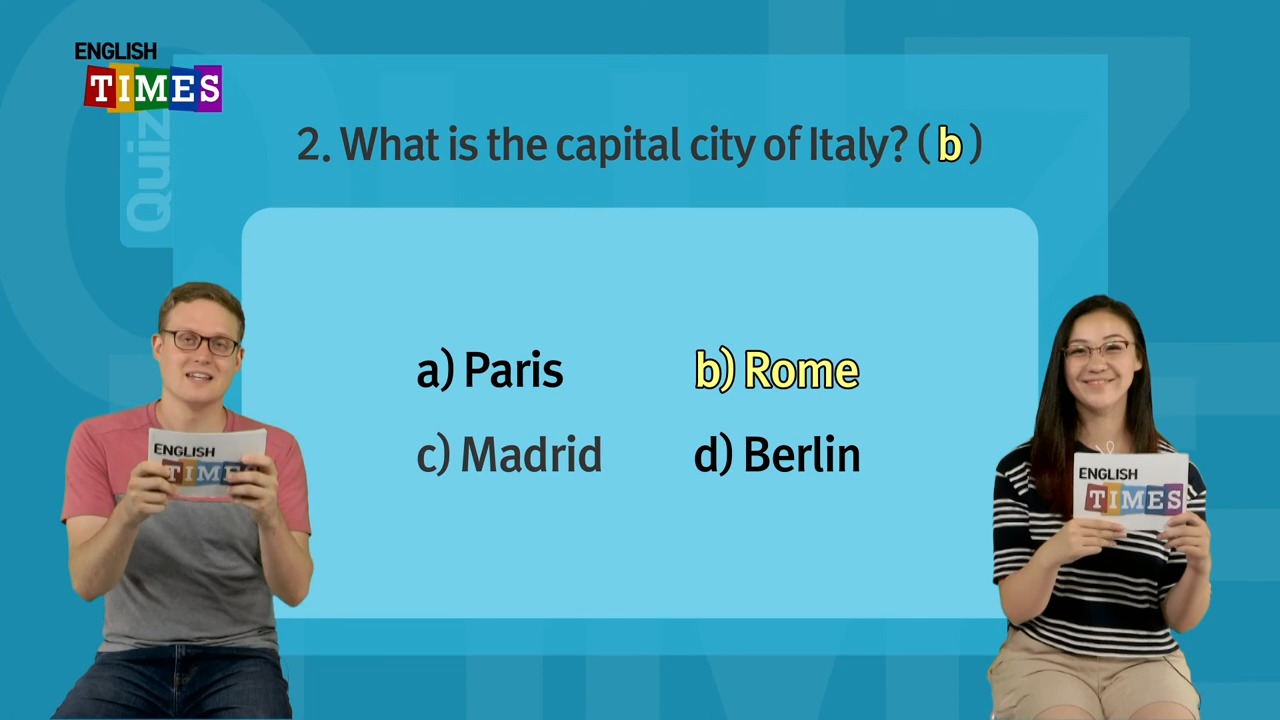 ENGLISH
TIMES
Quiz
2. What is the capital city of Italy? ( b )
a) Paris
b) Rome
c) Madrid
d) Berlin
ENGLISH
TIMES
ENGLISH
TIMES